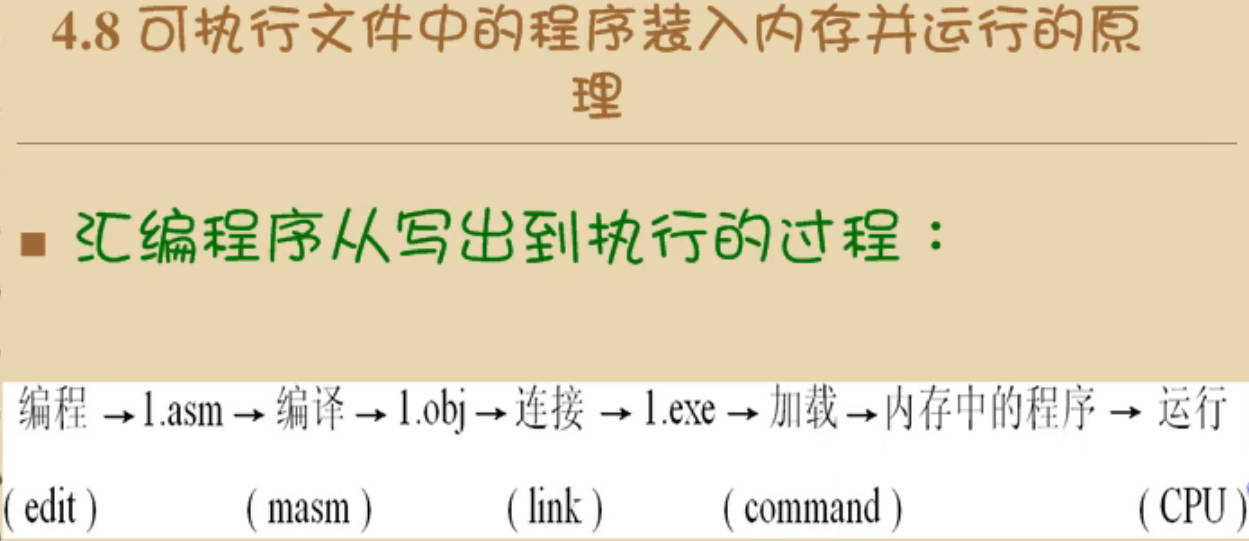 4.8 可执行文件中的程序装入内存并运行的原
理
■ 汇编程序从写出到执行的过程：
编程 →1.asm → 编译 → 1.obj → 连接 → 1.exe → 加载 →内存中的程序 → 运行
( edit ) ( masm ) ( link ) ( command ) ( CPU )